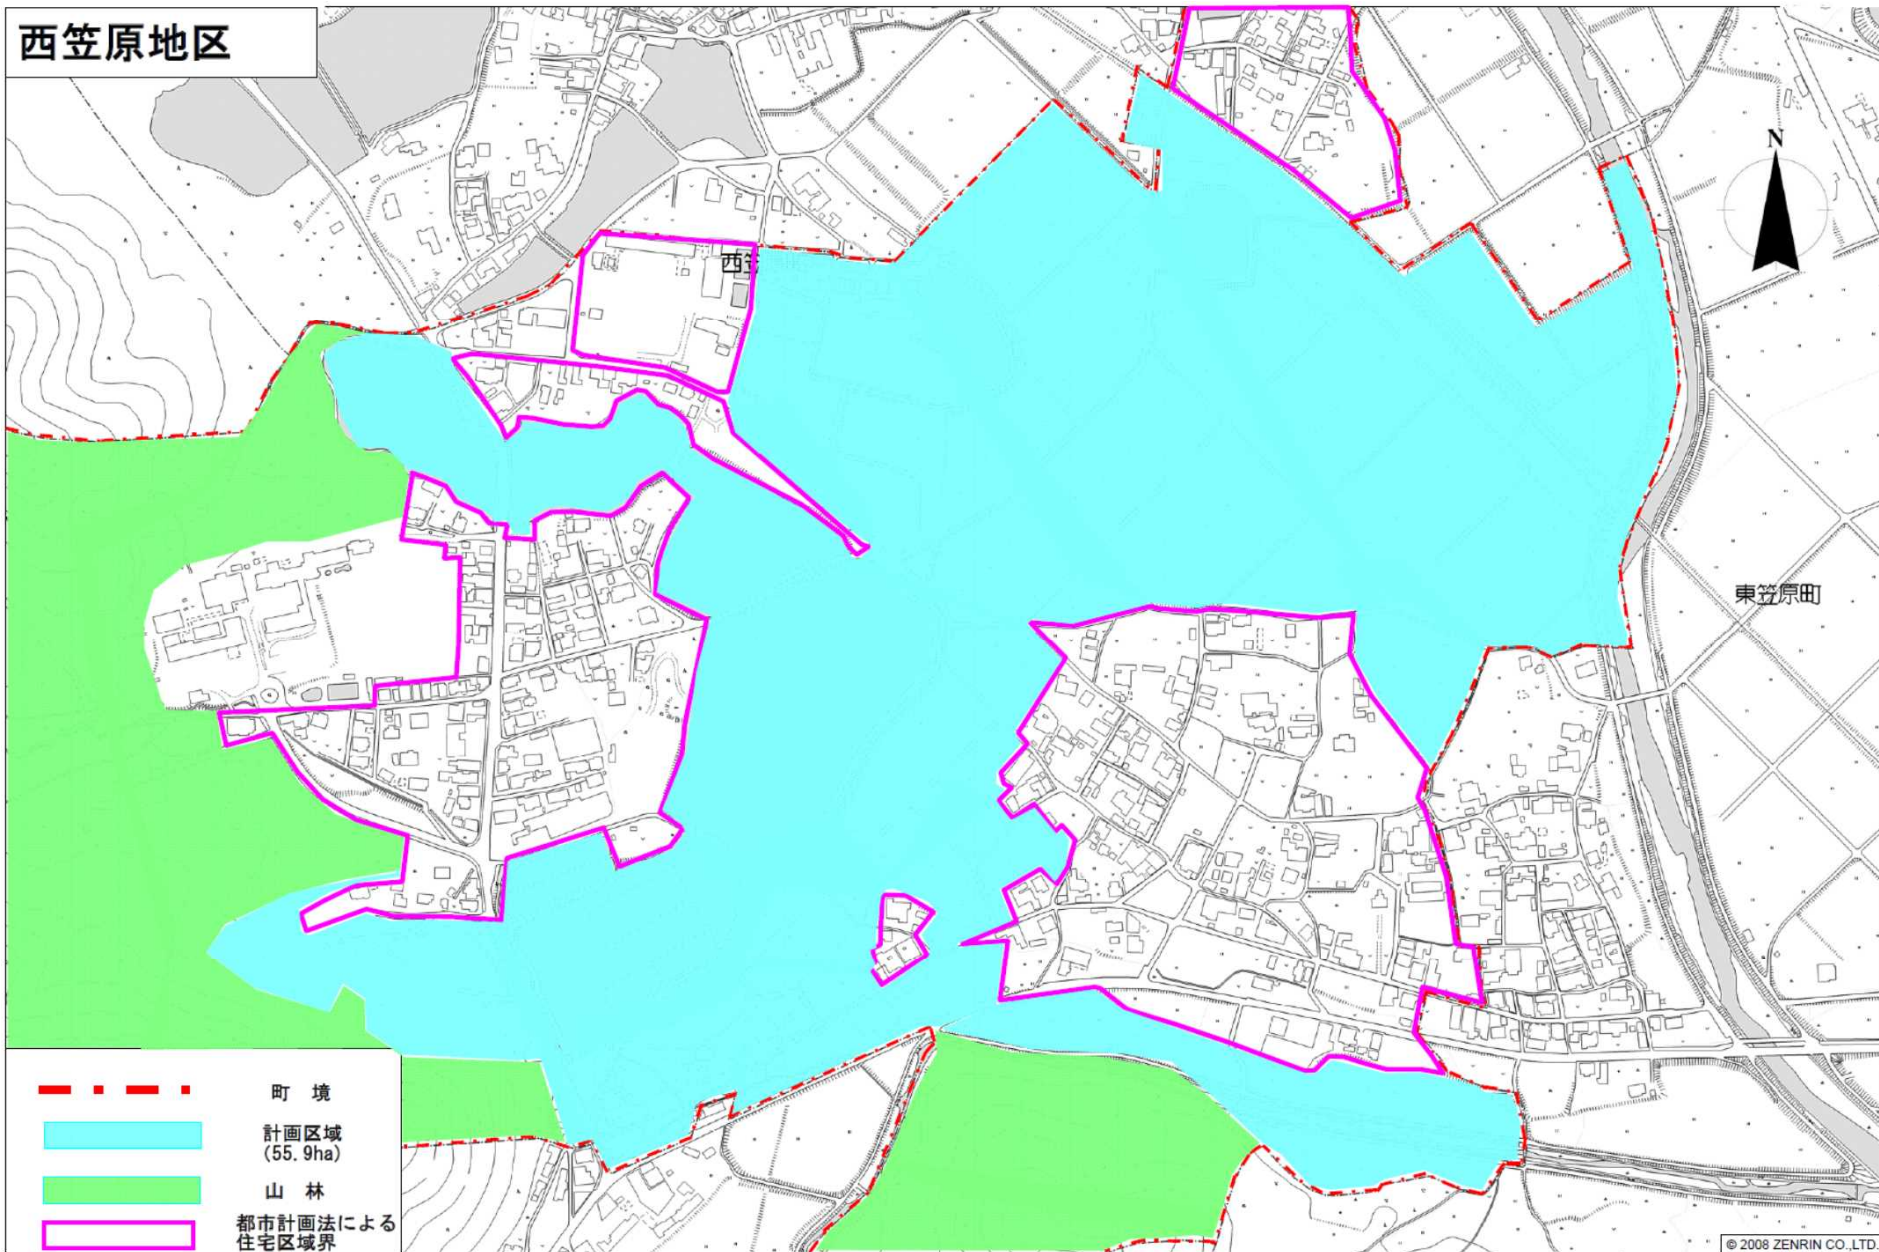 西笠原地区
N
西笠
東笠原町
町 境
計画区域
(55.9ha)
山 林
都市計画法による
住宅区域界
© 2008 ZENRIN CO.,LTD.